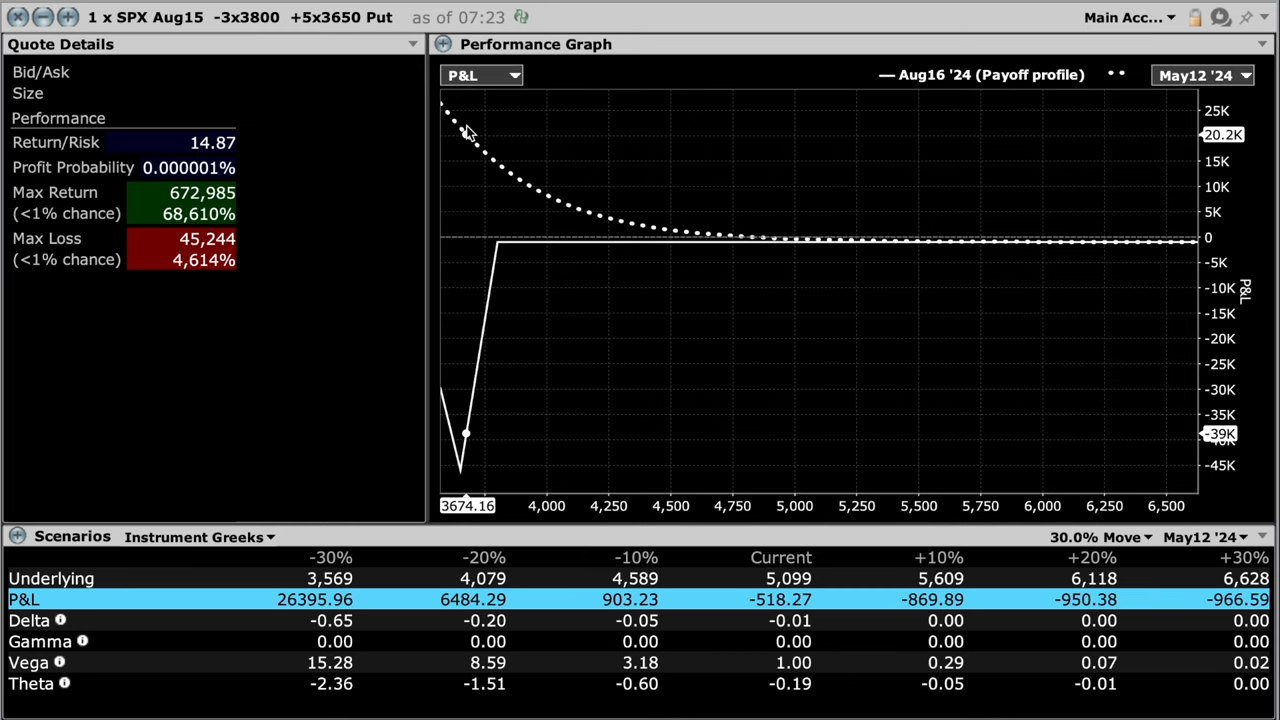 1 x SPX Aug15 -3x3800 +5x3650 Put as of 07:23 Main Acc...
Quote Details
Bid/Ask
Size
Performance
Return/Risk 14.87
Profit Probability 0.000001%
Max Return 672,985
(<1% chance) 68,610%
Max Loss 45,244
(<1% chance) 4,614%
Performance Graph
P&L Aug16 '24 (Payoff profile) May12 '24
25K
20.2K
15K
10K
5K
0
-5K
-10K
P&L
-15K
-20K
-25K
-30K
-35K
-39K
-40K
-45K
3674.16 4,000 4,250 4,500 4,750 5,000 5,250 5,500 5,750 6,000 6,250 6,500
Scenarios Instrument Greeks 30.0% Move May12 '24
-30% -20% -10% Current +10% +20% +30%
Underlying 3,569 4,079 4,589 5,099 5,609 6,118 6,628
P&L 26395.96 6484.29 903.23 -518.27 -869.89 -950.38 -966.59
Delta -0.65 -0.20 -0.05 -0.01 0.00 0.00 0.00
Gamma 0.00 0.00 0.00 0.00 0.00 0.00 0.00
Vega 15.28 8.59 3.18 1.00 0.29 0.07 0.02
Theta -2.36 -1.51 -0.60 -0.19 -0.05 -0.01 0.00